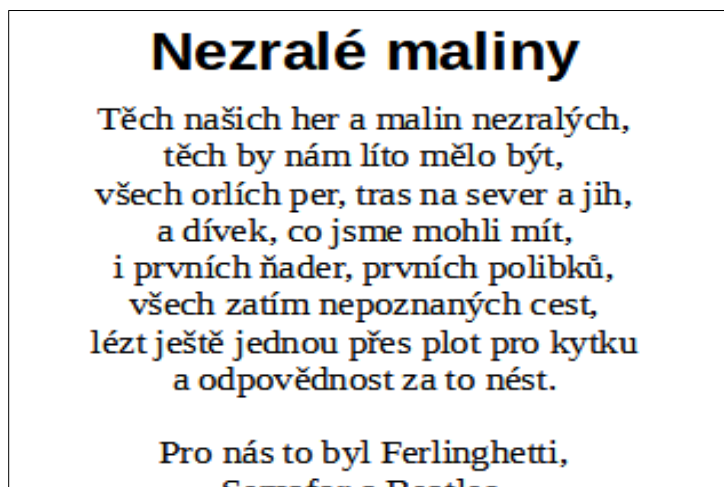 Nezralé maliny
Těch našich her a malin nezralých,
těch by nám líto mělo být,
všech orlích per, tras na sever a jih,
a dívek, co jsme mohli mít,
i prvních ňader, prvních polibků,
všech zatím nepoznaných cest,
lézt ještě jednou přes plot pro kytku
a odpovědnost za to nést.
Pro nás to byl Ferlinghetti,